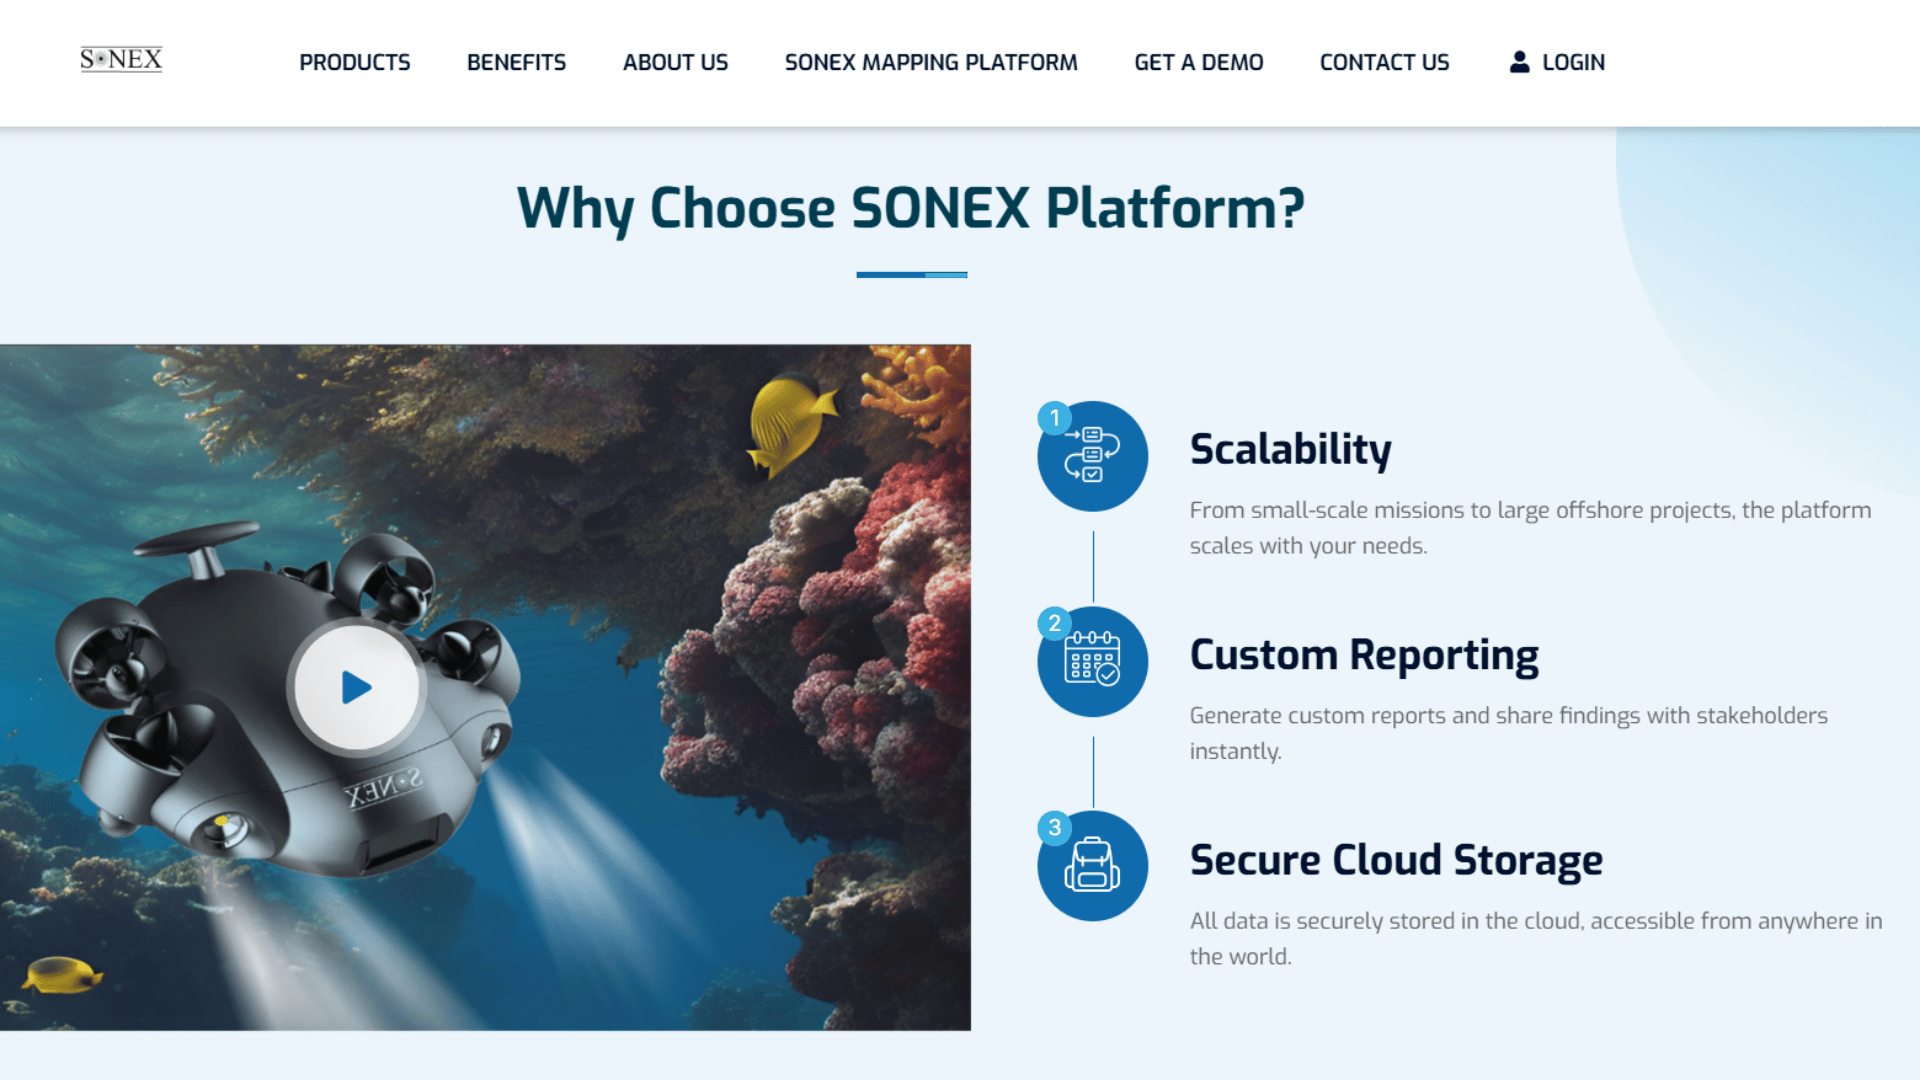 SONEX
PRODUCTS
BENEFITS
ABOUT US
SONEX MAPPING PLATFORM
GET A DEMO
CONTACT US
LOGIN
Why Choose SONEX Platform?
SONEX
1
Scalability
From small-scale missions to large offshore projects, the platform
scales with your needs.
2
Custom Reporting
Generate custom reports and share findings with stakeholders
instantly.
3
Secure Cloud Storage
All data is securely stored in the cloud, accessible from anywhere in
the world.